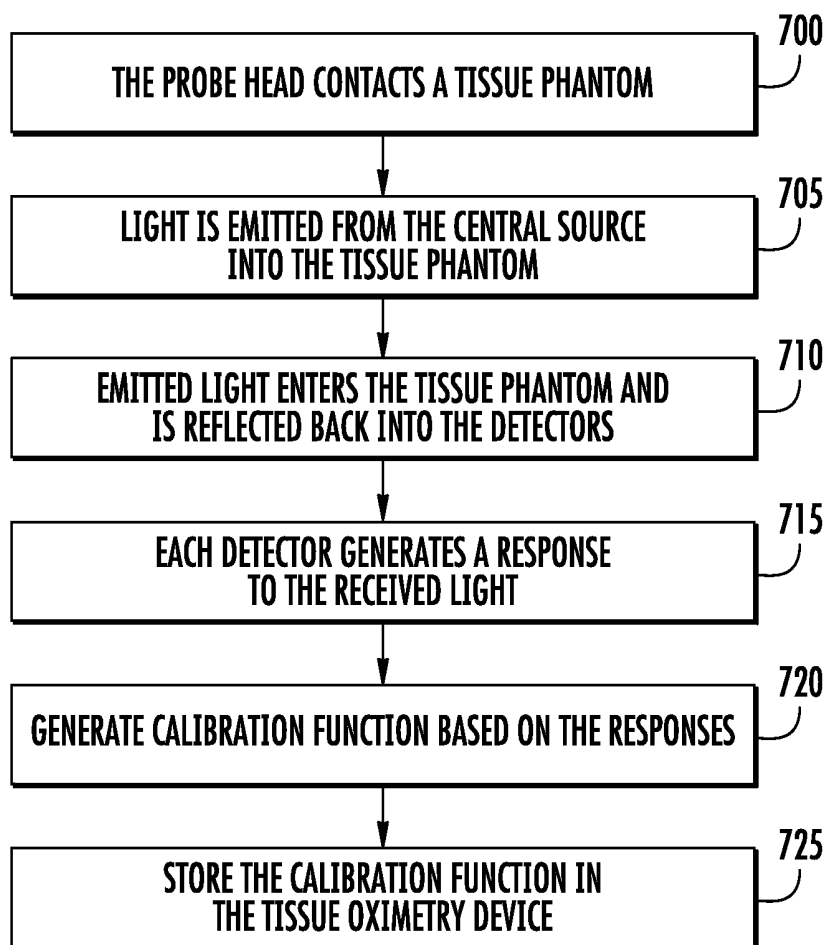 700
THE PROBE HEAD CONTACTS A TISSUE PHANTOM
705
LIGHT IS EMITTED FROM THE CENTRAL SOURCE
INTO THE TISSUE PHANTOM
710
EMITTED LIGHT ENTERS THE TISSUE PHANTOM AND
IS REFLECTED BACK INTO THE DETECTORS
715
EACH DETECTOR GENERATES A RESPONSE
TO THE RECEIVED LIGHT
720
GENERATE CALIBRATION FUNCTION BASED ON THE RESPONSES
725
STORE THE CALIBRATION FUNCTION IN
THE TISSUE OXIMETRY DEVICE